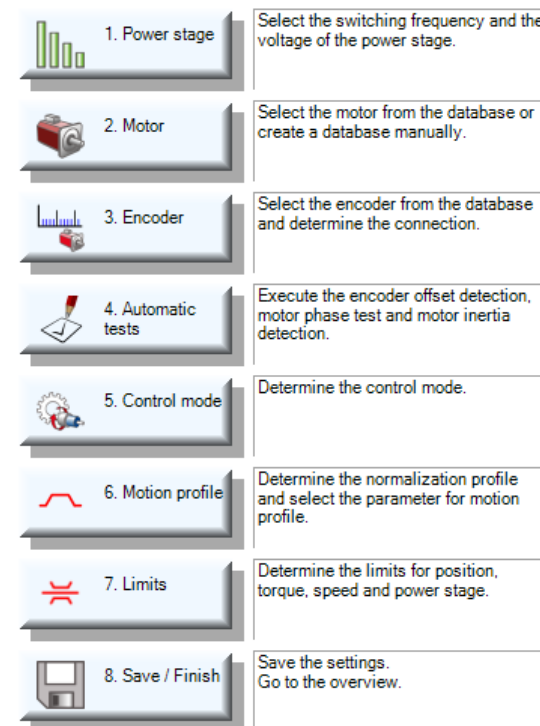 1. Power stage
Select the switching frequency and the
voltage of the power stage.
2. Motor
Select the motor from the database or
create a database manually.
3. Encoder
Select the encoder from the database
and determine the connection.
4. Automatic
tests
Execute the encoder offset detection,
motor phase test and motor inertia
detection.
5. Control mode
Determine the control mode.
6. Motion profile
Determine the normalization profile
and select the parameter for motion
profile.
7. Limits
Determine the limits for position,
torque, speed and power stage.
8. Save / Finish
Save the settings.
Go to the overview.